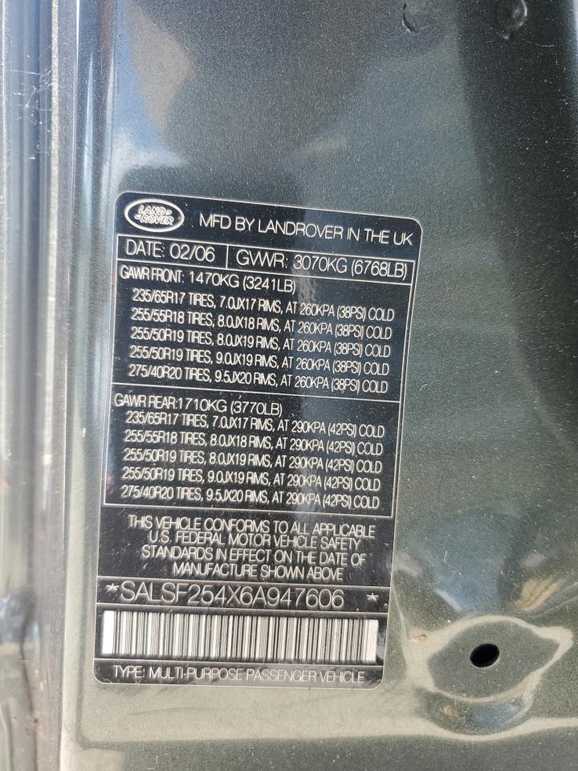 LAND-
-ROVER
MFD BY LANDROVER IN THE UK
DATE: 02/06 GVWR: 3070KG (6768LB)
GAWR FRONT: 1470KG (3241LB)
235/65R17 TIRES, 7.0JX17 RIMS, AT 260KPA (38PSI) COLD
255/55R18 TIRES, 8.0JX18 RIMS, AT 260KPA (38PSI) COLD
255/50R19 TIRES, 8.0JX19 RIMS, AT 260KPA (38PSI) COLD
255/50R19 TIRES, 9.0JX19 RIMS, AT 260KPA (38PSI) COLD
275/40R20 TIRES, 9.5JX20 RIMS, AT 260KPA (38PSI) COLD
GAWR REAR:1710KG (3770LB)
235/65R17 TIRES, 7.0JX17 RIMS, AT 290KPA (42PSI) COLD
255/55R18 TIRES, 8.0JX18 RIMS, AT 290KPA (42PSI) COLD
255/50R19 TIRES, 8.0JX19 RIMS, AT 290KPA (42PSI) COLD
255/50R19 TIRES, 9.0JX19 RIMS, AT 290KPA (42PSI) COLD
275/40R20 TIRES, 9.5JX20 RIMS, AT 290KPA (42PSI) COLD
THIS VEHICLE CONFORMS TO ALL APPLICABLE
U.S. FEDERAL MOTOR VEHICLE SAFETY
STANDARDS IN EFFECT ON THE DATE OF
MANUFACTURE SHOWN ABOVE
*SALSF254X6A947606 *
TYPE: MULTI-PURPOSE PASSENGER VEHICLE